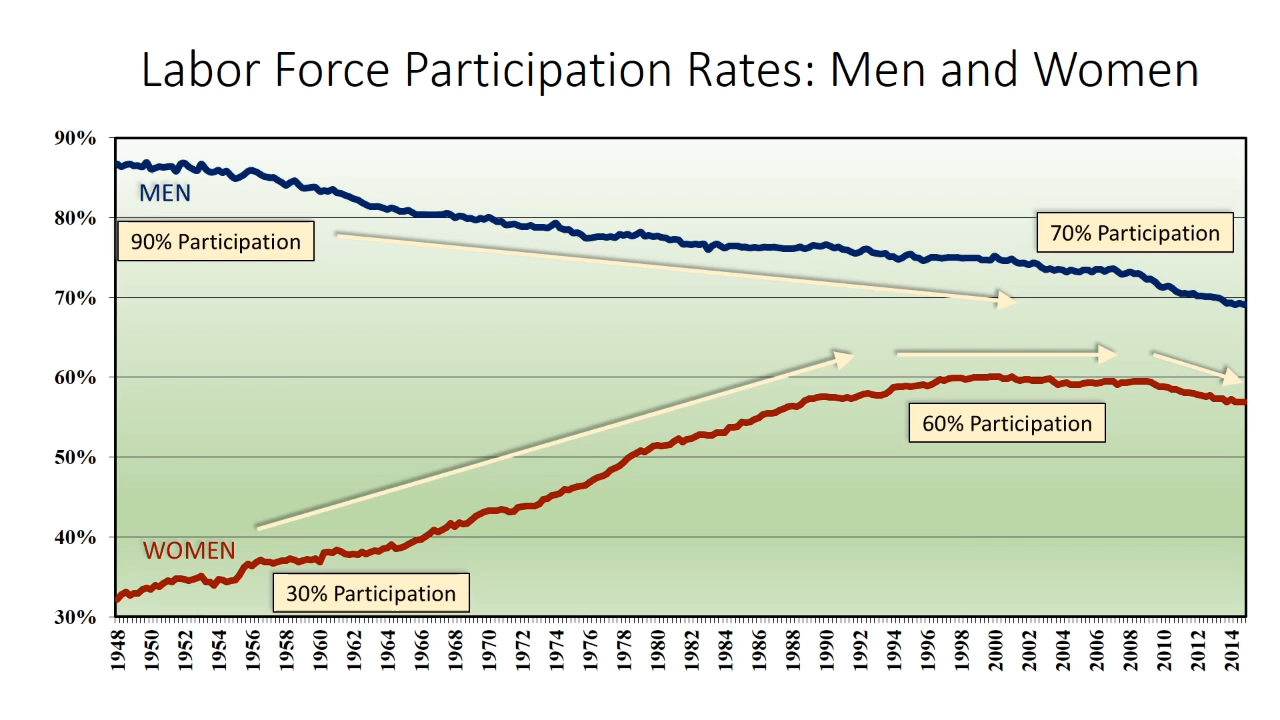 Labor Force Participation Rates: Men and Women
90%
MEN
80%
90% Participation
70% Participation
70%
60%
60% Participation
50%
40%
WOMEN
30% Participation
30%
1948 1950 1952 1954 1956 1958 1960 1962 1964 1966 1968 1970 1972 1974 1976 1978 1980 1982 1984 1986 1988 1990 1992 1994 1996 1998 2000 2002 2004 2006 2008 2010 2012 2014